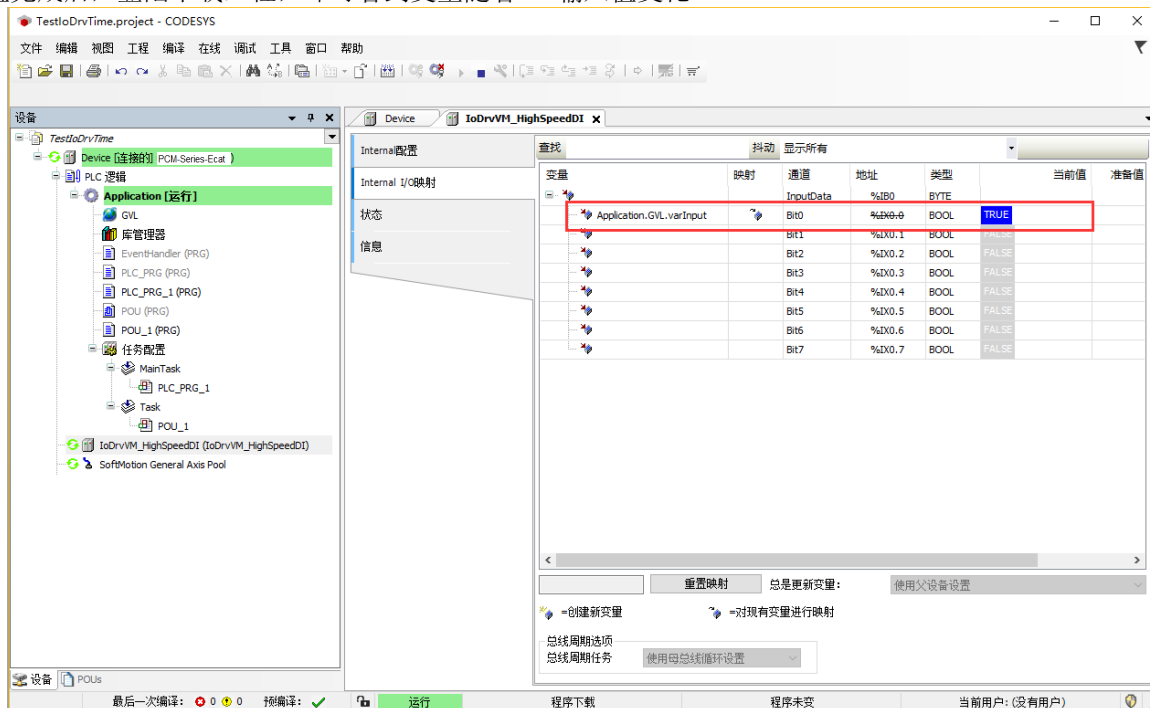 TestIoDrvTime.project - CODESYS
文件 编辑 视图 工程 编译 在线 调试 工具 窗口 帮助
设备
Device
IoDrvVM_HighSpeedDI
TestIoDrvTime
Device [连接的] PCM-Series-Ecat )
PLC 逻辑
Application [运行]
GVL
库管理器
EventHandler (PRG)
PLC_PRG (PRG)
PLC_PRG_1 (PRG)
POU (PRG)
POU_1 (PRG)
任务配置
MainTask
PLC_PRG_1
Task
POU_1
IoDrvVM_HighSpeedDI (IoDrvVM_HighSpeedDI)
SoftMotion General Axis Pool
Internal配置
Internal I/O映射
状态
信息
查找 抖动 显示所有
变量 映射 通道 地址 类型 当前值 准备值
InputData %IB0 BYTE
Application.GVL.varInput Bit0 %IX0.0 BOOL TRUE
Bit1 %IX0.1 BOOL FALSE
Bit2 %IX0.2 BOOL FALSE
Bit3 %IX0.3 BOOL FALSE
Bit4 %IX0.4 BOOL FALSE
Bit5 %IX0.5 BOOL FALSE
Bit6 %IX0.6 BOOL FALSE
Bit7 %IX0.7 BOOL FALSE
重置映射 总是更新变量: 使用父设备设置
=创建新变量 =对现有变量进行映射
总线周期选项
总线周期任务 使用母总线循环设置
设备 POUs
最后一次编译: 0 0 预编译: 运行 程序下载 程序未变 当前用户: (没有用户)